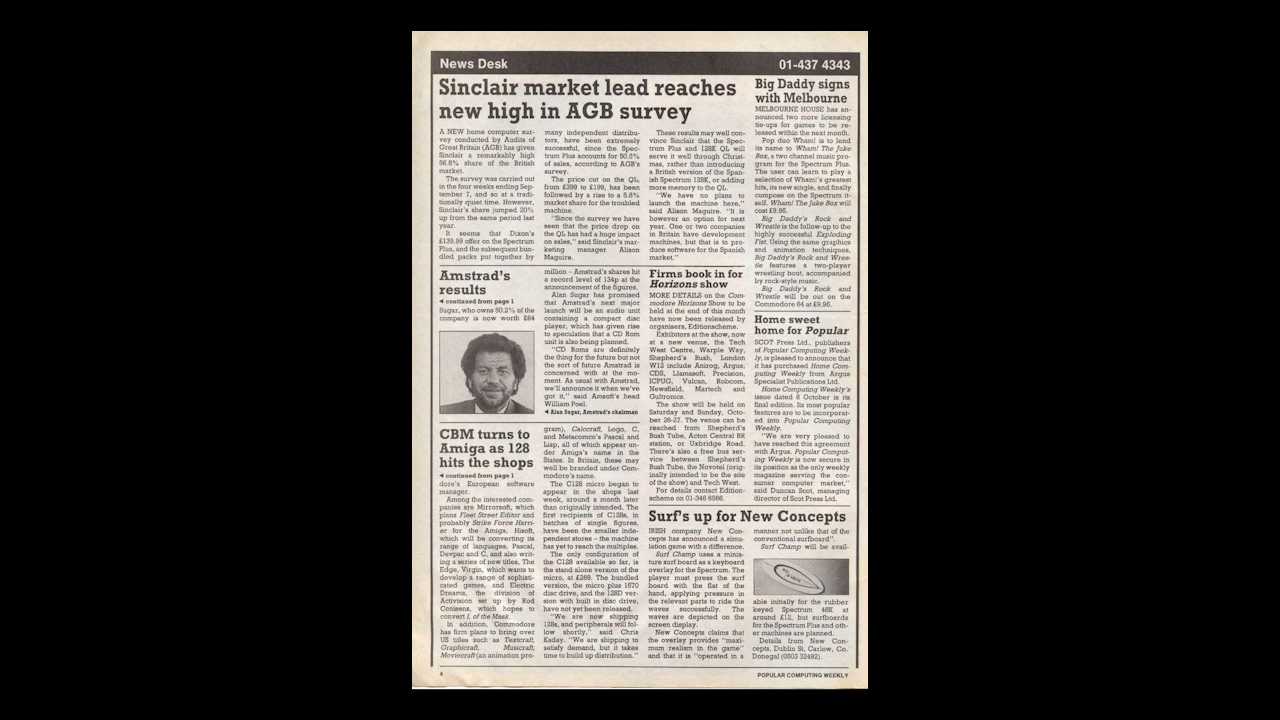 News Desk
01-437 4343
Sinclair market lead reaches
new high in AGB survey
A NEW home computer sur-
vey conducted by Audits of
Great Britain (AGB) has given
Sinclair a remarkably high
56.8% share of the British
market.
The survey was carried out
in the four weeks ending Sep-
tember 7, and so at a tradi-
tionally quiet time. However,
Sinclair's share jumped 20%
up from the same period last
year.
It seems that Dixon's
£139.99 offer on the Spectrum
Plus, and the subsequent bun-
dled packs put together by
many independent distribu-
tors, have been extremely
successful, since the Spec-
trum Plus accounts for 50.5%
of sales, according to AGB's
survey.
The price cut on the QL,
from £399 to £199, has been
followed by a rise to a 5.8%
market share for the troubled
machine.
"Since the survey we have
seen that the price drop on
the QL has had a huge impact
on sales," said Sinclair's mar-
keting manager Alison
Maguire.
These results may well con-
vince Sinclair that the Spec-
trum Plus and 128K QL will
serve it well through Christ-
mas, rather than introducing
a British version of the Span-
ish Spectrum 128K, or adding
more memory to the QL.
"We have no plans to
launch the machine here,"
said Alison Maguire. "It is
however an option for next
year. One or two companies
in Britain have development
machines, but that is to pro-
duce software for the Spanish
market."
Amstrad's
results
◄ continued from page 1
Sugar, who owns 50.2% of the
company is now worth £64
million – Amstrad's shares hit
a record level of 134p at the
announcement of the figures.
Alan Sugar has promised
that Amstrad's next major
launch will be an audio unit
containing a compact disc
player, which has given rise
to speculation that a CD Rom
unit is also being planned.
"CD Roms are definitely
the thing for the future but not
the sort of future Amstrad is
concerned with at the mo-
ment. As usual with Amstrad,
we'll announce it when we've
got it," said Amsoft's head
William Poel.
◄ Alan Sugar, Amstrad's chairman
CBM turns to
Amiga as 128
hits the shops
◄ continued from page 1
dore's European software
manager.
Among the interested com-
panies are Mirrorsoft, which
plans Fleet Street Editor and
probably Strike Force Harri-
er for the Amiga, Hisoft,
which will be converting its
range of languages, Pascal,
Devpac and C, and also writ-
ing a series of new titles, The
Edge, Virgin, which wants to
develop a range of sophisti-
cated games, and Electric
Dreams, the division of
Activision set up by Rod
Cousens, which hopes to
convert I, of the Mask.
In addition, Commodore
has firm plans to bring over
US titles such as Textcraft,
Graphicraft, Musicraft,
Moviecraft (an animation pro-
gram), Calccraft, Logo, C,
and Metacomco's Pascal and
Lisp, all of which appear un-
der Amiga's name in the
States. In Britain, these may
well be branded under Com-
modore's name.
The C128 micro began to
appear in the shops last
week, around a month later
than originally intended. The
first recipients of C128s, in
batches of single figures,
have been the smaller inde-
pendent stores – the machine
has yet to reach the multiples.
The only configuration of
the C128 available so far, is
the stand alone version of the
micro, at £269. The bundled
version, the micro plus 1570
disc drive, and the 128D ver-
sion with built in disc drive,
have not yet been released.
"We are now shipping
128s, and peripherals will fol-
low shortly," said Chris
Kaday. "We are shipping to
satisfy demand, but it takes
time to build up distribution."
Firms book in for
Horizons show
MORE DETAILS on the Com-
modore Horizons Show to be
held at the end of this month
have now been released by
organisers, Editionscheme.
Exhibitors at the show, now
at a new venue, the Tech
West Centre, Warple Way,
Shepherd's Bush, London
W12 include Anirog, Argus,
CDS, Llamasoft, Precision,
ICPUG, Vulcan, Robcom,
Newsfield, Martech and
Gultronics.
The show will be held on
Saturday and Sunday, Octo-
ber 26-27. The venue can be
reached from Shepherd's
Bush Tube, Acton Central BR
station, or Uxbridge Road.
There's also a free bus ser-
vice between Shepherd's
Bush Tube, the Novotel (orig-
inally intended to be the site
of the show) and Tech West.
For details contact Edition-
scheme on 01-346 6566.
Surf's up for New Concepts
IRISH company New Con-
cepts has announced a simu-
lation game with a difference.
Surf Champ uses a minia-
ture surf board as a keyboard
overlay for the Spectrum. The
player must press the surf
board with the flat of the
hand, applying pressure in
the relevant parts to ride the
waves successfully. The
waves are depicted on the
screen display.
New Concepts claims that
the overlay provides "maxi-
mum realism in the game"
and that it is "operated in a
manner not unlike that of the
conventional surfboard".
Surf Champ will be avail-
able initially for the rubber
keyed Spectrum 48K at
around £12, but surfboards
for the Spectrum Plus and oth-
er machines are planned.
Details from New Con-
cepts, Dublin St, Carlow, Co.
Donegal (0503 32492).
Big Daddy signs
with Melbourne
MELBOURNE HOUSE has an-
nounced two more licensing
tie-ups for games to be re-
leased within the next month.
Pop duo Wham! is to lend
its name to Wham! The Juke
Box, a two channel music pro-
gram for the Spectrum Plus.
The user can learn to play a
selection of Wham!'s greatest
hits, its new single, and finally
compose on the Spectrum it-
self. Wham! The Juke Box will
cost £9.95.
Big Daddy's Rock and
Wrestle is the follow-up to the
highly successful Exploding
Fist. Using the same graphics
and animation techniques,
Big Daddy's Rock and Wres-
tle features a two-player
wrestling bout, accompanied
by rock-style music.
Big Daddy's Rock and
Wrestle will be out on the
Commodore 64 at £9.95.
Home sweet
home for Popular
SCOT Press Ltd., publishers
of Popular Computing Week-
ly, is pleased to announce that
it has purchased Home Com-
puting Weekly from Argus
Specialist Publications Ltd.
Home Computing Weekly's
issue dated 8 October is its
final edition. Its most popular
features are to be incorporat-
ed into Popular Computing
Weekly.
"We are very pleased to
have reached this agreement
with Argus. Popular Comput-
ing Weekly is now secure in
its position as the only weekly
magazine serving the con-
sumer computer market,"
said Duncan Scot, managing
director of Scot Press Ltd.
4
POPULAR COMPUTING WEEKLY